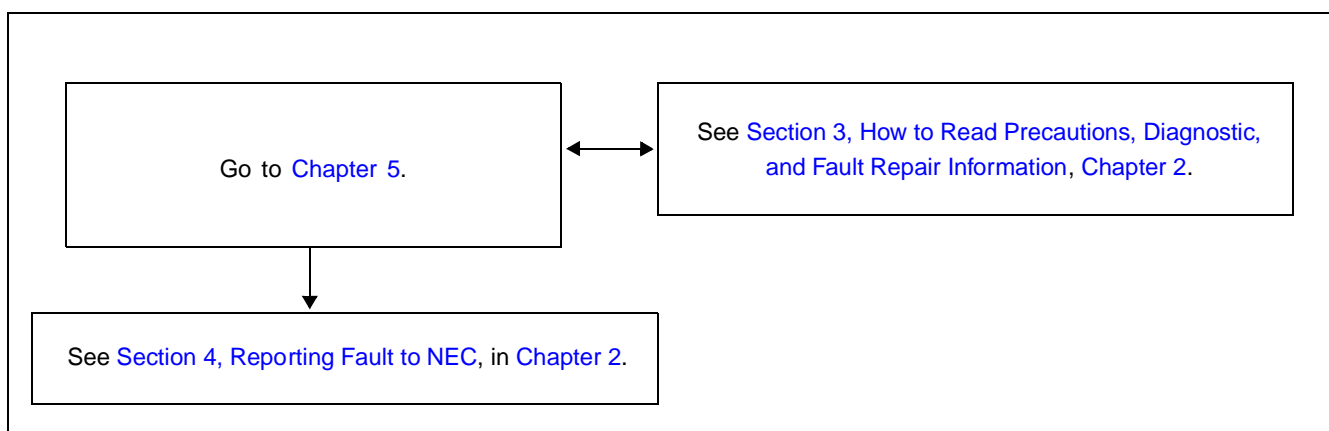 Go to Chapter 5.
See Section 3, How to Read Precautions, Diagnostic,
and Fault Repair Information, Chapter 2.
See Section 4, Reporting Fault to NEC, in Chapter 2.